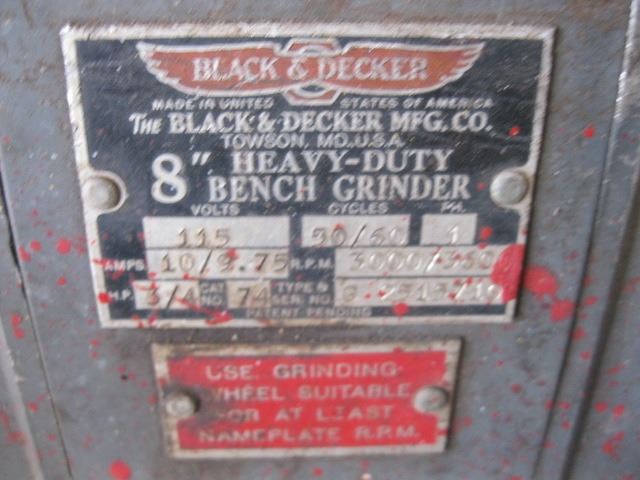 BLACK & DECKER
MADE IN UNITED STATES OF AMERICA
THE BLACK & DECKER MFG. CO.
TOWSON, MD., U.S.A.
8" HEAVY-DUTY
BENCH GRINDER
VOLTS CYCLES PH.
115 50/60 1
AMPS. 10/9.75 R.P.M.
H.P. 3/4 CAT. NO. 74 TYPE & SER. NO.
PATENT PENDING
USE GRINDING
WHEEL SUITABLE
FOR AT LEAST
NAMEPLATE R.P.M.